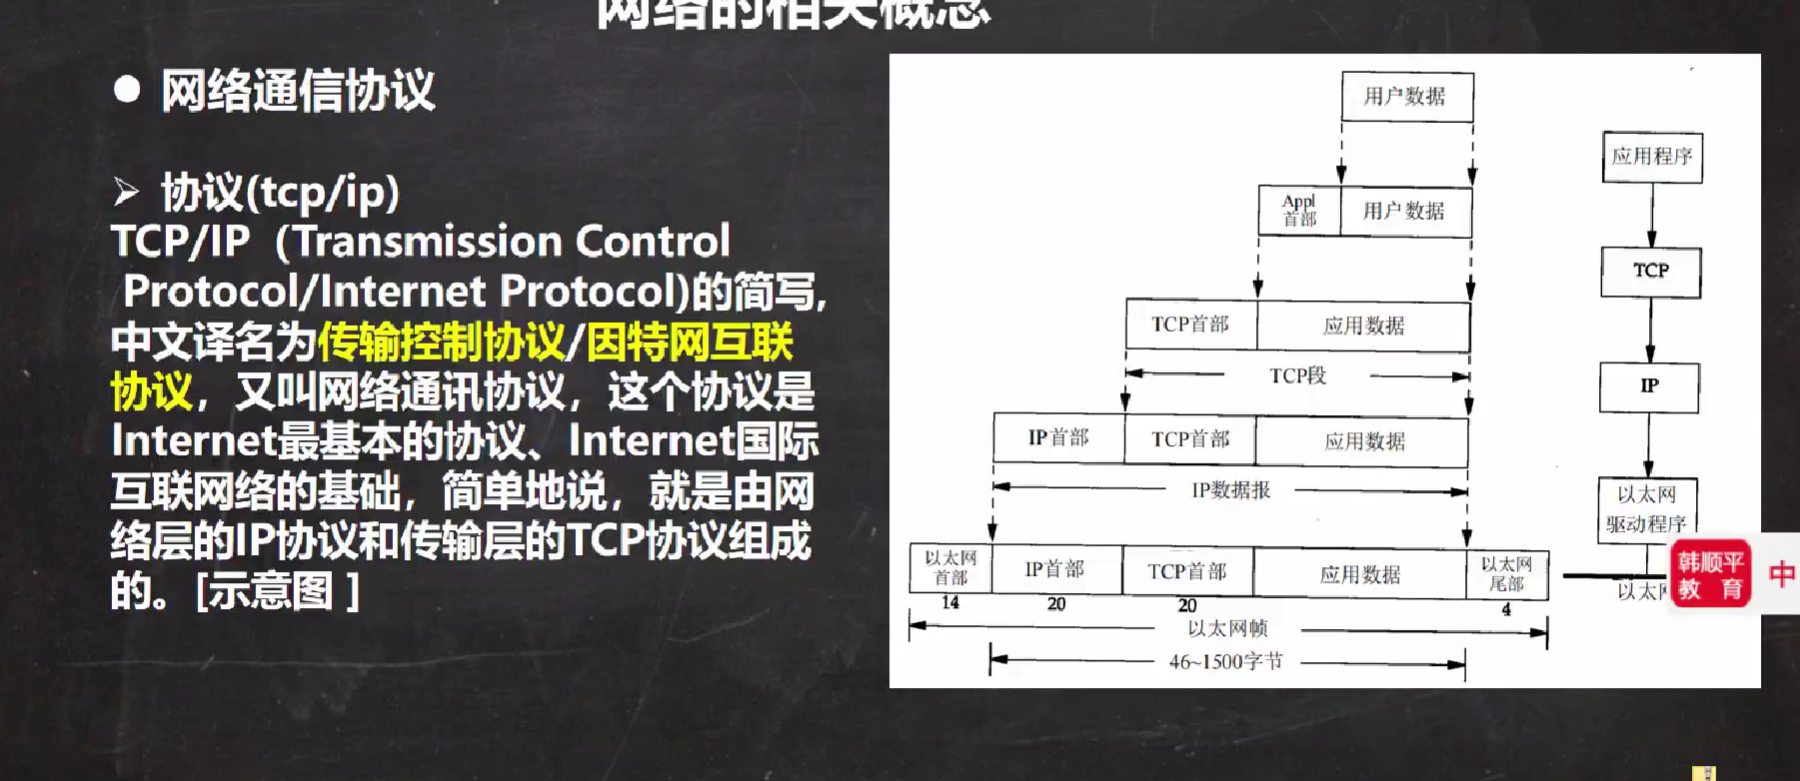 网络的相关概念
网络通信协议
协议(tcp/ip)
TCP/IP（Transmission Control
Protocol/Internet Protocol)的简写,
中文译名为传输控制协议/因特网互联
协议，又叫网络通讯协议，这个协议是
Internet最基本的协议、Internet国际
互联网络的基础，简单地说，就是由网
络层的IP协议和传输层的TCP协议组成
的。[示意图 ]
用户数据
Appl
首部
用户数据
TCP首部
应用数据
TCP段
IP首部
TCP首部
应用数据
IP数据报
以太网
首部
IP首部
TCP首部
应用数据
以太网
尾部
14
20
20
4
以太网帧
46~1500字节
应用程序
TCP
IP
以太网
驱动程序
以太
韩顺平
教 育
中